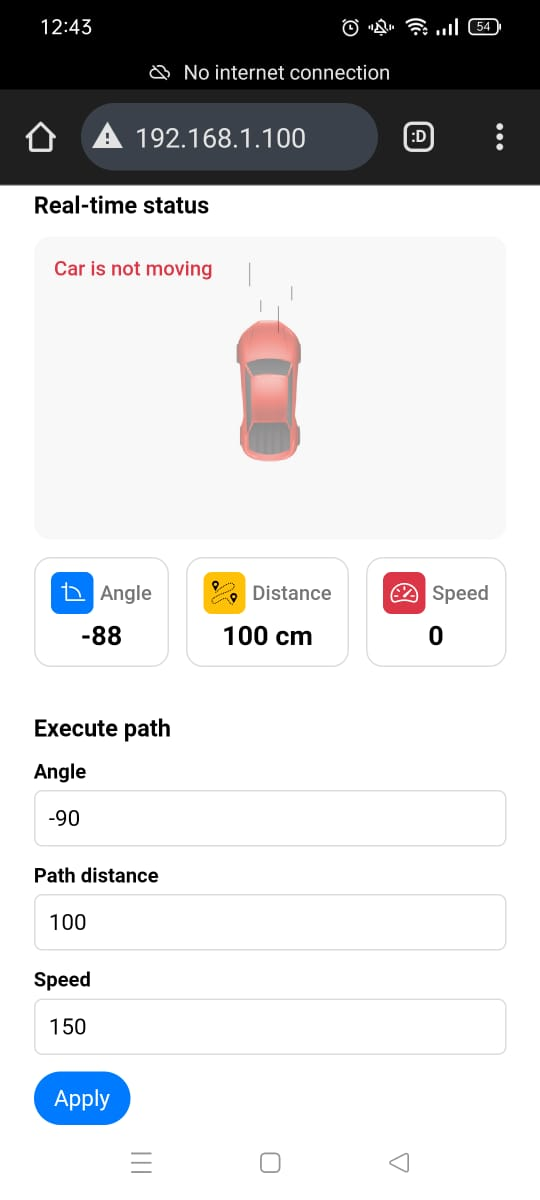 12:43
54
No internet connection
192.168.1.100
:D
Real-time status
Car is not moving
Angle
-88
Distance
100 cm
Speed
0
Execute path
Angle
-90
Path distance
100
Speed
150
Apply